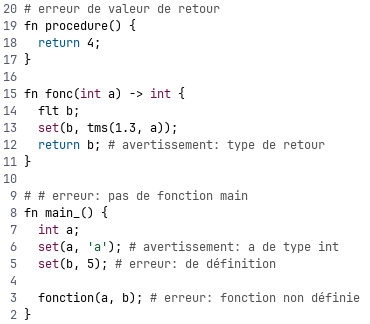 20 # erreur de valeur de retour
19 fn procedure() {
18   return 4;
17 }
16
15 fn fonc(int a) -> int {
14   flt b;
13   set(b, tms(1.3, a));
12   return b; # avertissement: type de retour
11 }
10
9 # # erreur: pas de fonction main
8 fn main_() {
7   int a;
6   set(a, 'a'); # avertissement: a de type int
5   set(b, 5); # erreur: de définition
4
3   fonction(a, b); # erreur: fonction non définie
2 }